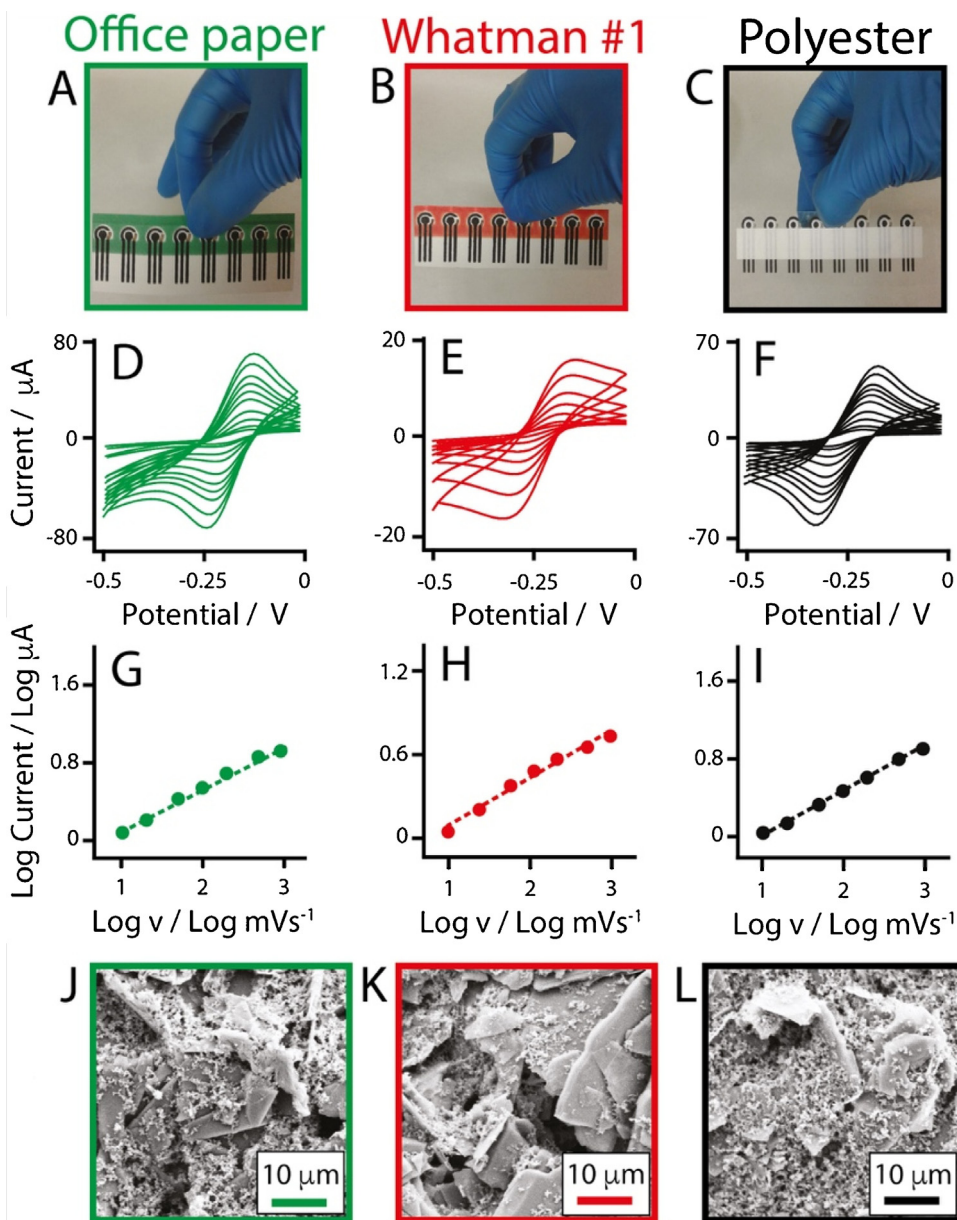 Office paper Whatman #1 Polyester
A B C
80 20 70
D E F
Current / μA
0 0 0
-80 -20 -70
-0.5 -0.25 0 -0.5 -0.25 0 -0.5 -0.25 0
Potential / V Potential / V Potential / V
G H I
Log Current / Log μA
1.6 1.2 1.6
0.8 0.6 0.8
0 0 0
1 2 3 1 2 3 1 2 3
Log v / Log mVs⁻¹ Log v / Log mVs⁻¹ Log v / Log mVs⁻¹
J K L
10 μm 10 μm 10 μm